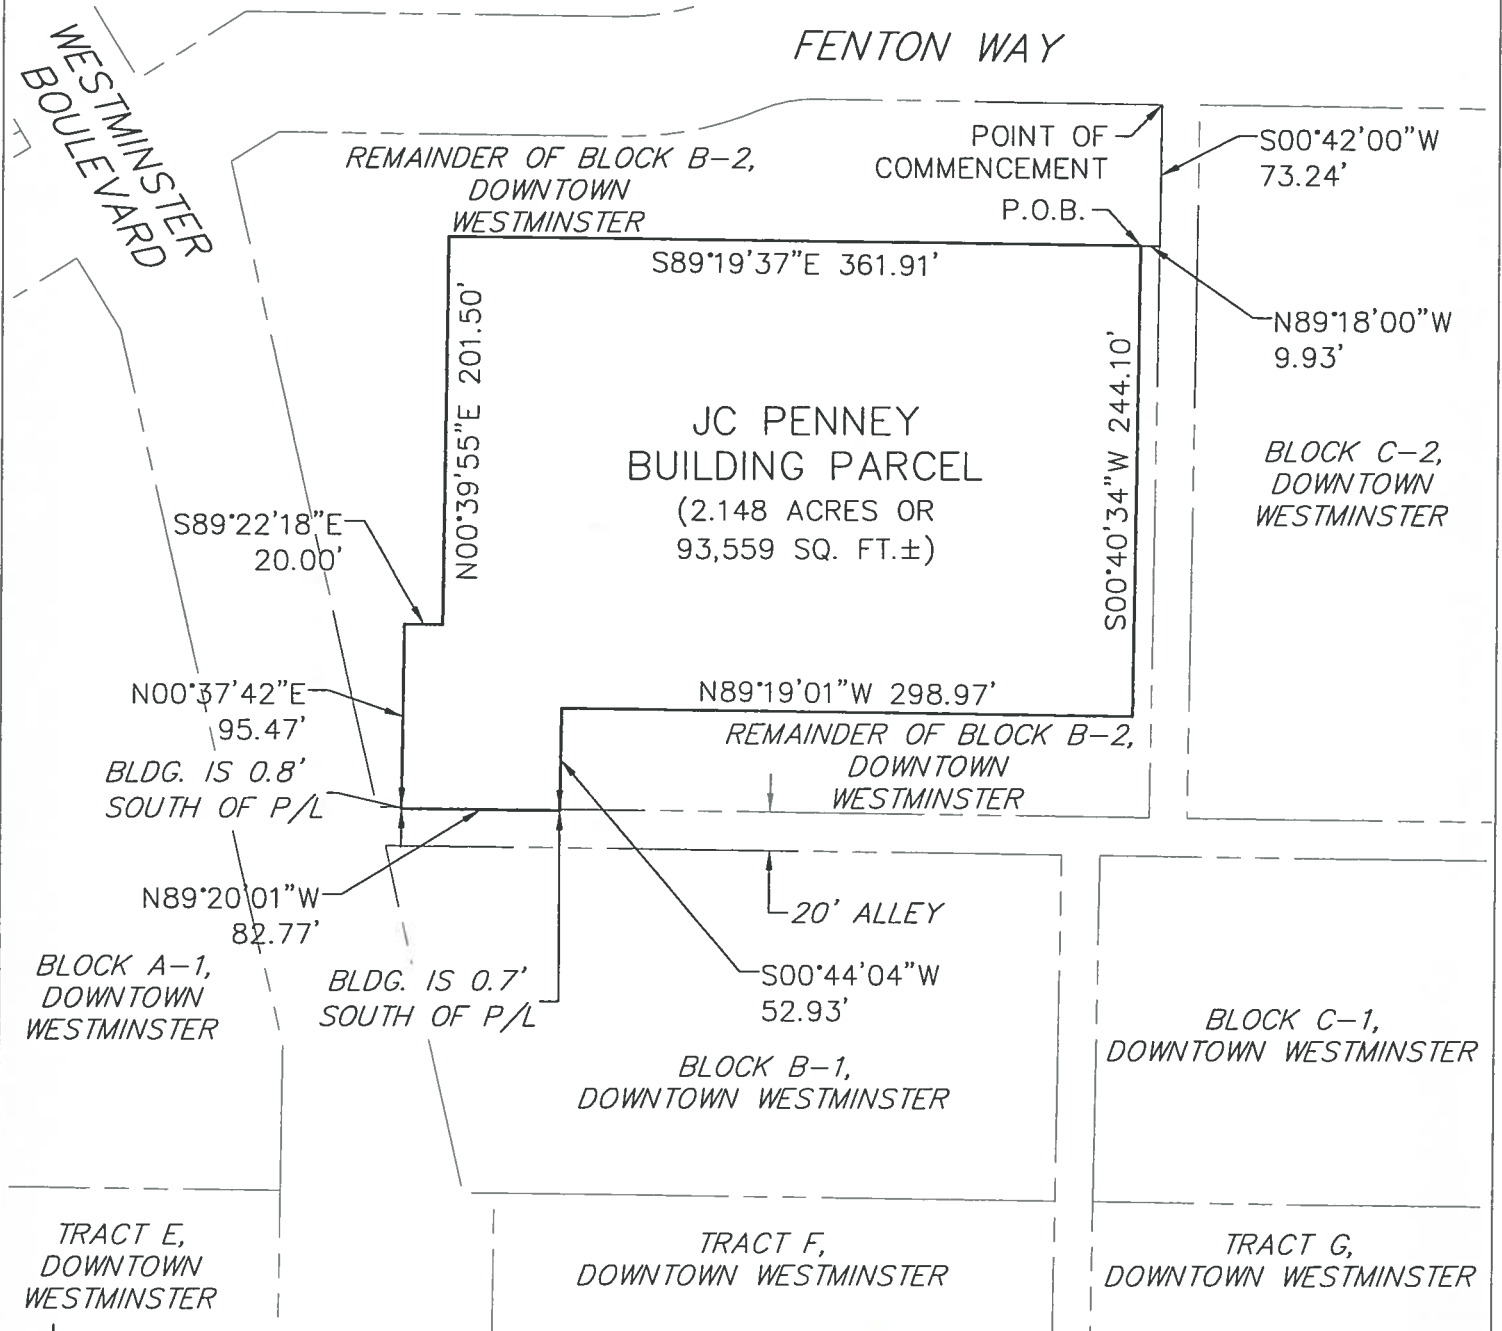 FENTON WAY
WESTMINSTER
BOULEVARD
POINT OF
COMMENCEMENT
S00°42'00"W
73.24'
REMAINDER OF BLOCK B-2,
DOWNTOWN
WESTMINSTER
P.O.B.
S89°19'37"E 361.91'
N89°18'00"W
9.93'
N00°39'55"E 201.50'
S00°40'34"W 244.10'
JC PENNEY
BUILDING PARCEL
(2.148 ACRES OR
93,559 SQ. FT.±)
BLOCK C-2,
DOWNTOWN
WESTMINSTER
S89°22'18"E
20.00'
N00°37'42"E
95.47'
N89°19'01"W 298.97'
REMAINDER OF BLOCK B-2,
DOWNTOWN
WESTMINSTER
BLDG. IS 0.8'
SOUTH OF P/L
N89°20'01"W
82.77'
20' ALLEY
BLOCK A-1,
DOWNTOWN
WESTMINSTER
BLDG. IS 0.7'
SOUTH OF P/L
S00°44'04"W
52.93'
BLOCK B-1,
DOWNTOWN WESTMINSTER
BLOCK C-1,
DOWNTOWN WESTMINSTER
TRACT E,
DOWNTOWN
WESTMINSTER
TRACT F,
DOWNTOWN WESTMINSTER
TRACT G,
DOWNTOWN WESTMINSTER